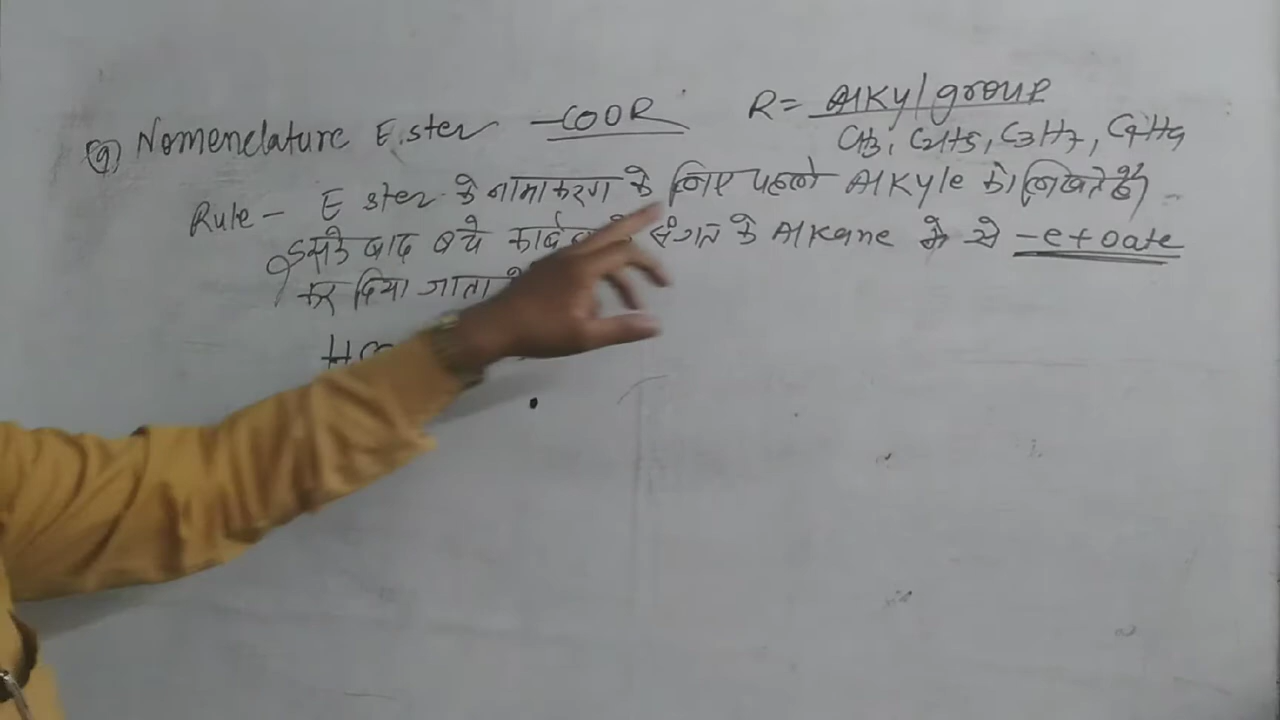 (9) Nomenclature Ester -COOR R = Alkyl group
CH3, C2H5, C3H7, C4H9
Rule - Ester के नामाकरण के लिए पहले Alkyle को लिखते हैं।
इसके बाद बचे कार्बन संगत के Alkane में से -e + oate
कर दिया जाता